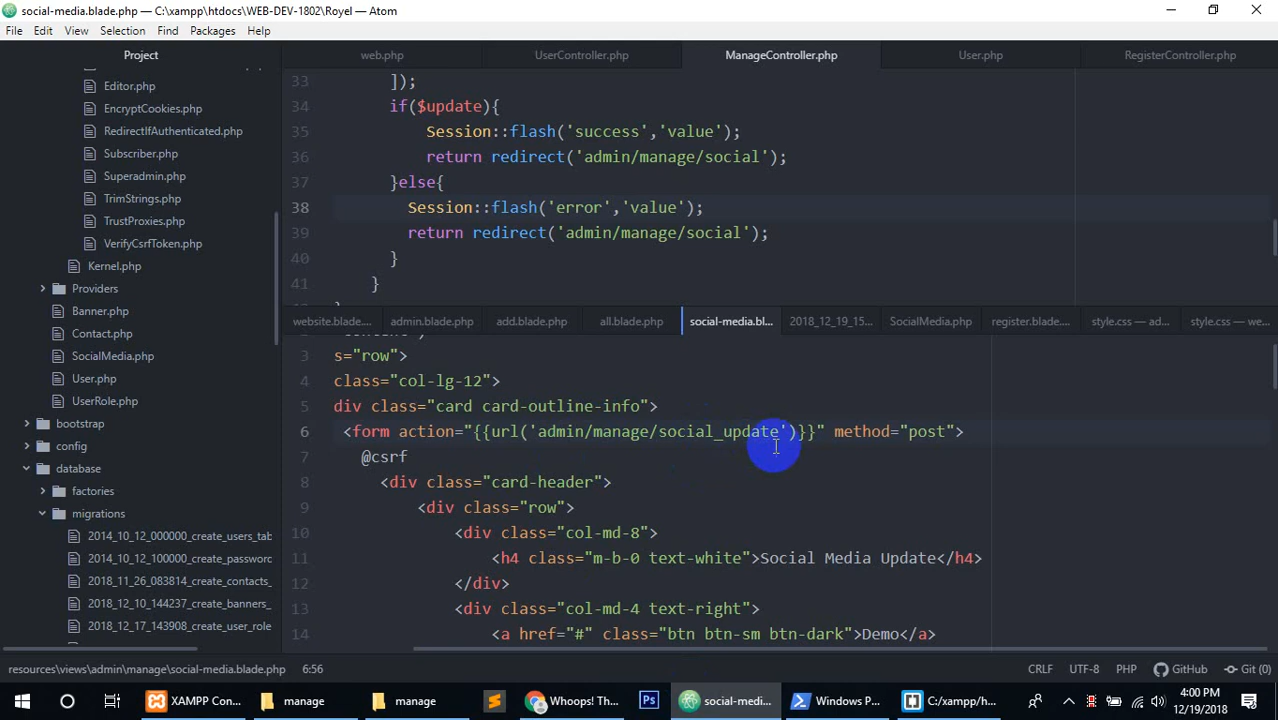 social-media.blade.php — C:\xampp\htdocs\WEB-DEV-1802\Royel — Atom
File Edit View Selection Find Packages Help
Project
Editor.php
EncryptCookies.php
RedirectIfAuthenticated.php
Subscriber.php
Superadmin.php
TrimStrings.php
TrustProxies.php
VerifyCsrfToken.php
Kernel.php
Providers
Banner.php
Contact.php
SocialMedia.php
User.php
UserRole.php
bootstrap
config
database
factories
migrations
2014_10_12_000000_create_users_tab
2014_10_12_100000_create_password
2018_11_26_083814_create_contacts_
2018_12_10_144237_create_banners_
2018_12_17_143908_create_user_role
web.php UserController.php ManageController.php User.php RegisterController.php
33 ]);
34 if($update){
35 Session::flash('success','value');
36 return redirect('admin/manage/social');
37 }else{
38 Session::flash('error','value');
39 return redirect('admin/manage/social');
40 }
41 }
website.blade.... admin.blade.php add.blade.php all.blade.php social-media.bl... 2018_12_19_15... SocialMedia.php register.blade.... style.css — ad... style.css — we...
3 s="row">
4 class="col-lg-12">
5 div class="card card-outline-info">
6 <form action="{{url('admin/manage/social_update')}}" method="post">
7 @csrf
8 <div class="card-header">
9 <div class="row">
10 <div class="col-md-8">
11 <h4 class="m-b-0 text-white">Social Media Update</h4>
12 </div>
13 <div class="col-md-4 text-right">
14 <a href="#" class="btn btn-sm btn-dark">Demo</a>
resources\views\admin\manage\social-media.blade.php 6:56 CRLF UTF-8 PHP GitHub Git (0)
XAMPP Con... manage manage Whoops! Th... Ps social-medi... Windows P... C:/xampp/h... 4:00 PM
12/19/2018